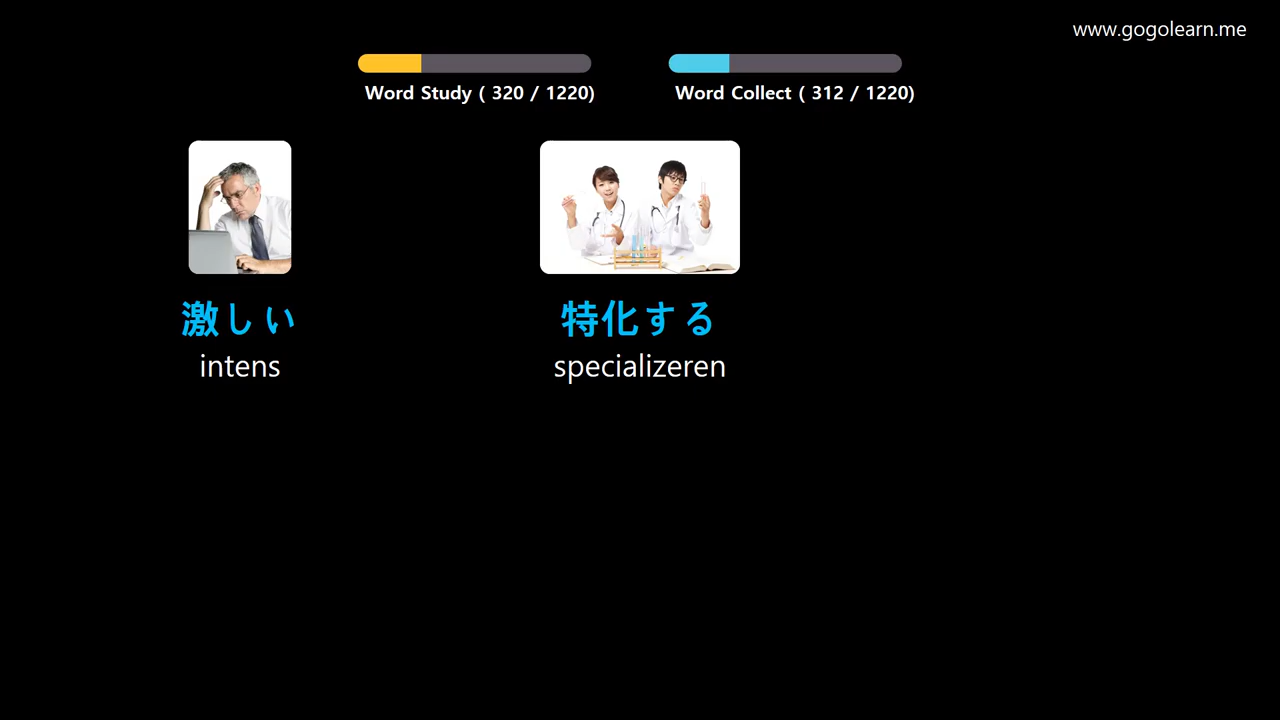 www.gogolearn.me
Word Study ( 320 / 1220)
Word Collect ( 312 / 1220)
激しい
intens
特化する
specializeren